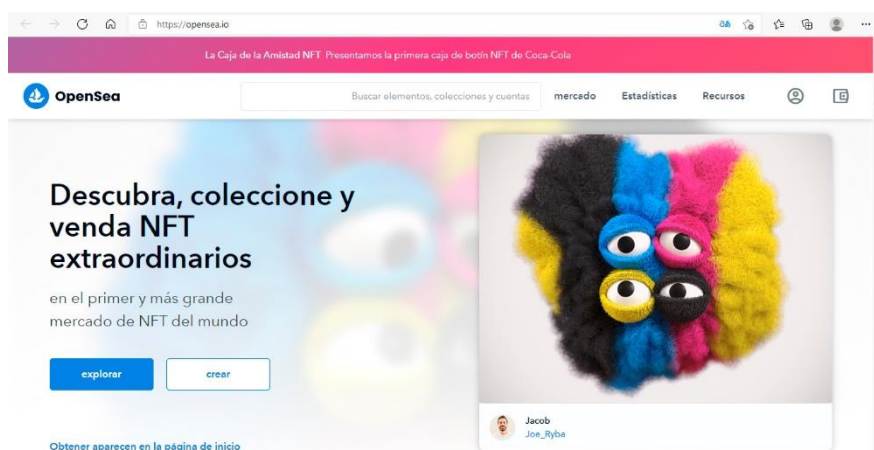 https://opensea.io
La Caja de la Amistad NFT Presentamos la primera caja de botín NFT de Coca-Cola
OpenSea
Buscar elementos, colecciones y cuentas
mercado
Estadísticas
Recursos
Descubra, coleccione y
venda NFT
extraordinarios
en el primer y más grande
mercado de NFT del mundo
explorar
crear
Obtener aparecen en la página de inicio
Jacob
Joe_Ryba